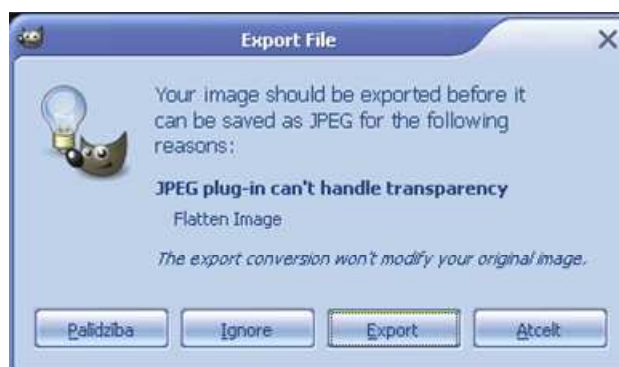 Export File
Your image should be exported before it
can be saved as JPEG for the following
reasons:
JPEG plug-in can't handle transparency
Flatten Image
The export conversion won't modify your original image.
Palīdzība Ignore Export Atcelt